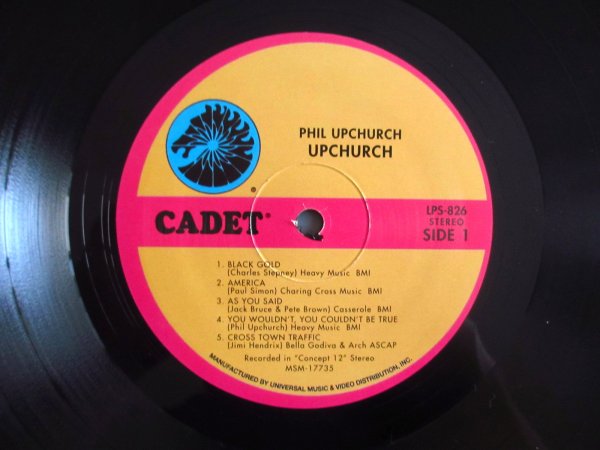 PHIL UPCHURCH
UPCHURCH
CADET®
LPS-826
STEREO
SIDE 1
1. BLACK GOLD
(Charles Stepney) Heavy Music BMI
2. AMERICA
(Paul Simon) Charing Cross Music BMI
3. AS YOU SAID
(Jack Bruce & Pete Brown) Casserole BMI
4. YOU WOULDN'T, YOU COULDN'T BE TRUE
(Phil Upchurch) Heavy Music BMI
5. CROSS TOWN TRAFFIC
(Jimi Hendrix) Bella Godiva & Arch ASCAP
Recorded in "Concept 12" Stereo
MSM-17735
MANUFACTURED BY UNIVERSAL MUSIC & VIDEO DISTRIBUTION, INC.